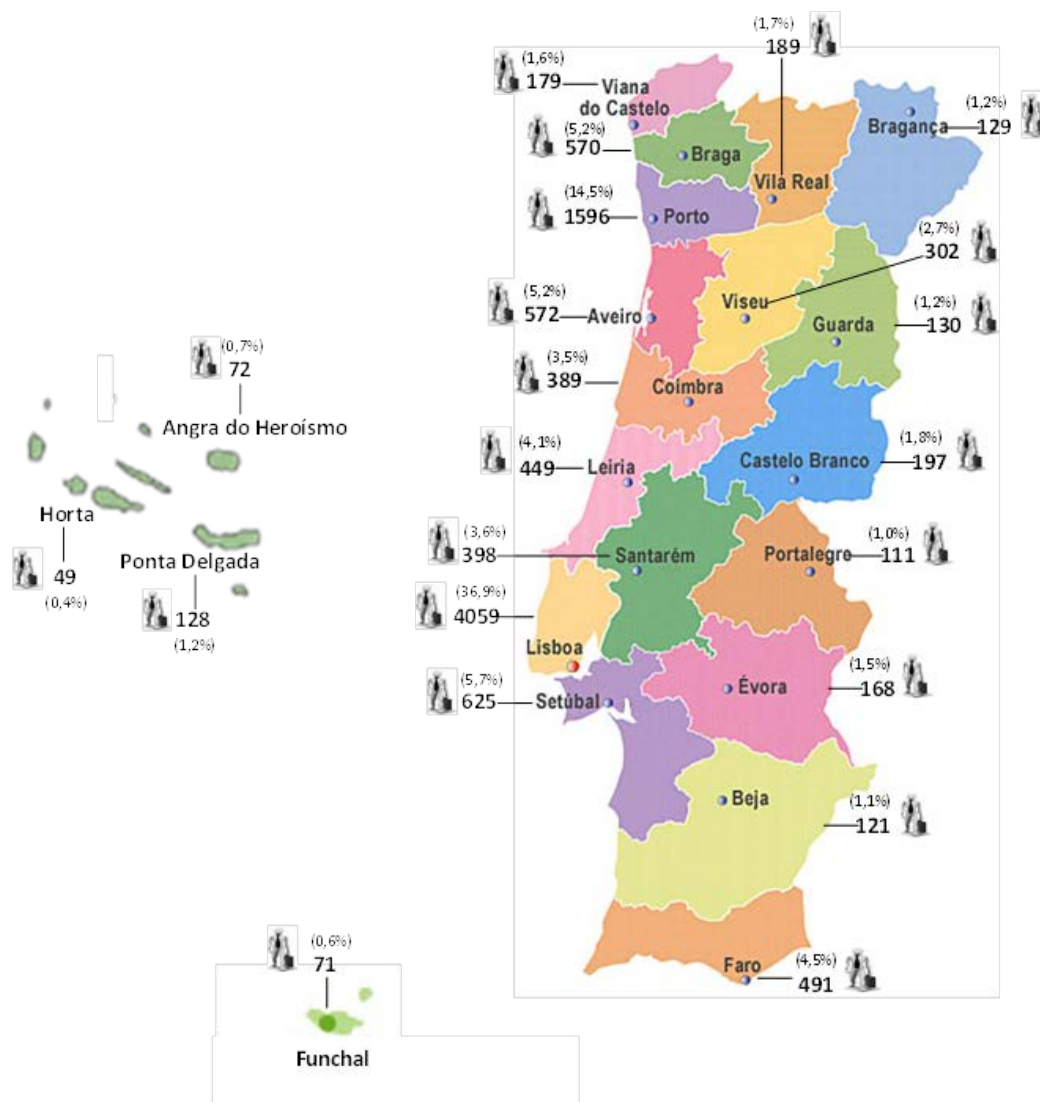 (1,7%)
189
(1,6%)
179
Viana
do Castelo
(1,2%)
Bragança
129
(5,2%)
570
Braga
Vila Real
(14,5%)
1596
Porto
(2,7%)
302
(5,2%)
572
Aveiro
Viseu
(1,2%)
130
Guarda
(0,7%)
72
(3,5%)
389
Coimbra
Angra do Heroísmo
(4,1%)
449
Leiria
Castelo Branco
(1,8%)
197
Horta
49
(0,4%)
Ponta Delgada
128
(1,2%)
(3,6%)
398
Santarém
Portalegre
(1,0%)
111
(36,9%)
4059
Lisboa
(5,7%)
625
Setúbal
Évora
(1,5%)
168
Beja
(1,1%)
121
(0,6%)
71
Funchal
Faro
(4,5%)
491